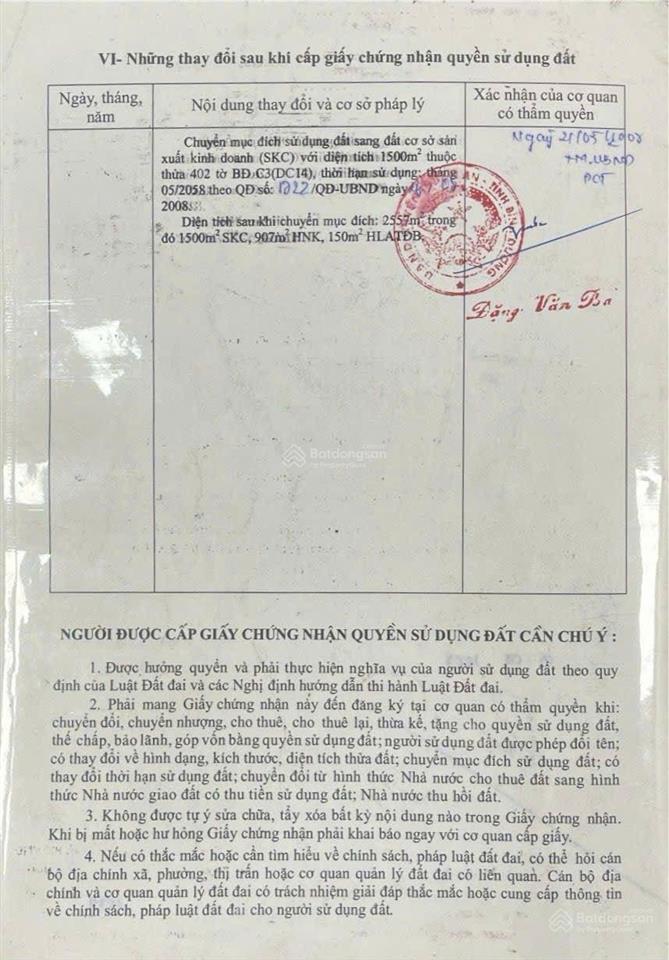 VI- Những thay đổi sau khi cấp giấy chứng nhận quyền sử dụng đất
Ngày, tháng,
năm
Nội dung thay đổi và cơ sở pháp lý
Xác nhận của cơ quan
có thẩm quyền
Chuyển mục đích sử dụng đất sang đất cơ sở sản
xuất kinh doanh (SKC) với diện tích 1500m² thuộc
thửa 402 tờ BĐ C3(DC14), thời hạn sử dụng: tháng
05/2058 theo QĐ số: /QĐ-UBND ngày
2008.
Diện tích sau khi chuyển mục đích: 2557m² trong
đó 1500m² SKC, 907m² HNK, 150m² HLATĐB.
Ngày 21/05/2008
TM.UBND
PCT
TỈNH BÌNH DƯƠNG
Đặng Văn Ba
Batdongsan
by PropertyGuru
NGƯỜI ĐƯỢC CẤP GIẤY CHỨNG NHẬN QUYỀN SỬ DỤNG ĐẤT CẦN CHÚ Ý :
1. Được hưởng quyền và phải thực hiện nghĩa vụ của người sử dụng đất theo quy
định của Luật Đất đai và các Nghị định hướng dẫn thi hành Luật Đất đai.
2. Phải mang Giấy chứng nhận này đến đăng ký tại cơ quan có thẩm quyền khi:
chuyển đổi, chuyển nhượng, cho thuê, cho thuê lại, thừa kế, tặng cho quyền sử dụng đất,
thế chấp, bảo lãnh, góp vốn bằng quyền sử dụng đất; người sử dụng đất được phép đổi tên;
có thay đổi về hình dạng, kích thước, diện tích thửa đất; chuyển mục đích sử dụng đất; có
thay đổi thời hạn sử dụng đất; chuyển đổi từ hình thức Nhà nước cho thuê đất sang hình
thức Nhà nước giao đất có thu tiền sử dụng đất; Nhà nước thu hồi đất.
3. Không được tự ý sửa chữa, tẩy xóa bất kỳ nội dung nào trong Giấy chứng nhận.
Khi bị mất hoặc hư hỏng Giấy chứng nhận phải khai báo ngay với cơ quan cấp giấy.
4. Nếu có thắc mắc hoặc cần tìm hiểu về chính sách, pháp luật đất đai, có thể hỏi cán
bộ địa chính xã, phường, thị trấn hoặc cơ quan quản lý đất đai có liên quan. Cán bộ địa
chính và cơ quan quản lý đất đai có trách nhiệm giải đáp thắc mắc hoặc cung cấp thông tin
về chính sách, pháp luật đất đai cho người sử dụng đất.
Batdongsan
by PropertyGuru